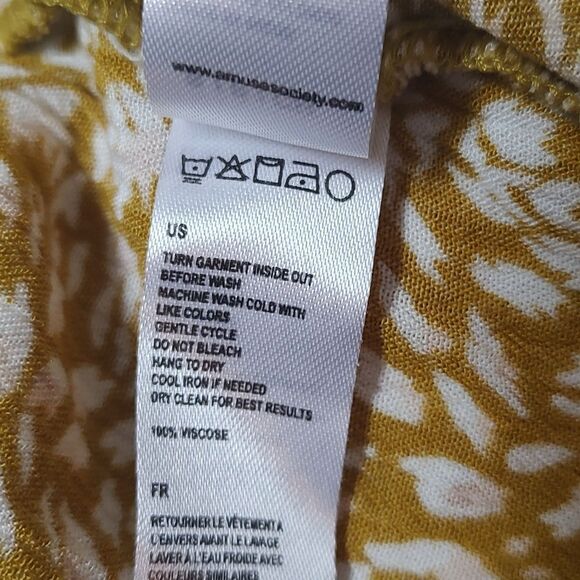 www.amusesociety.com
US
TURN GARMENT INSIDE OUT
BEFORE WASH
MACHINE WASH COLD WITH
LIKE COLORS
GENTLE CYCLE
DO NOT BLEACH
HANG TO DRY
COOL IRON IF NEEDED
DRY CLEAN FOR BEST RESULTS
100% VISCOSE
FR
RETOURNER LE VÊTEMENT A
L'ENVERS AVANT LE LAVAGE
LAVER À L'EAU FROIDE AVEC
COULEURS SIMILAIRES